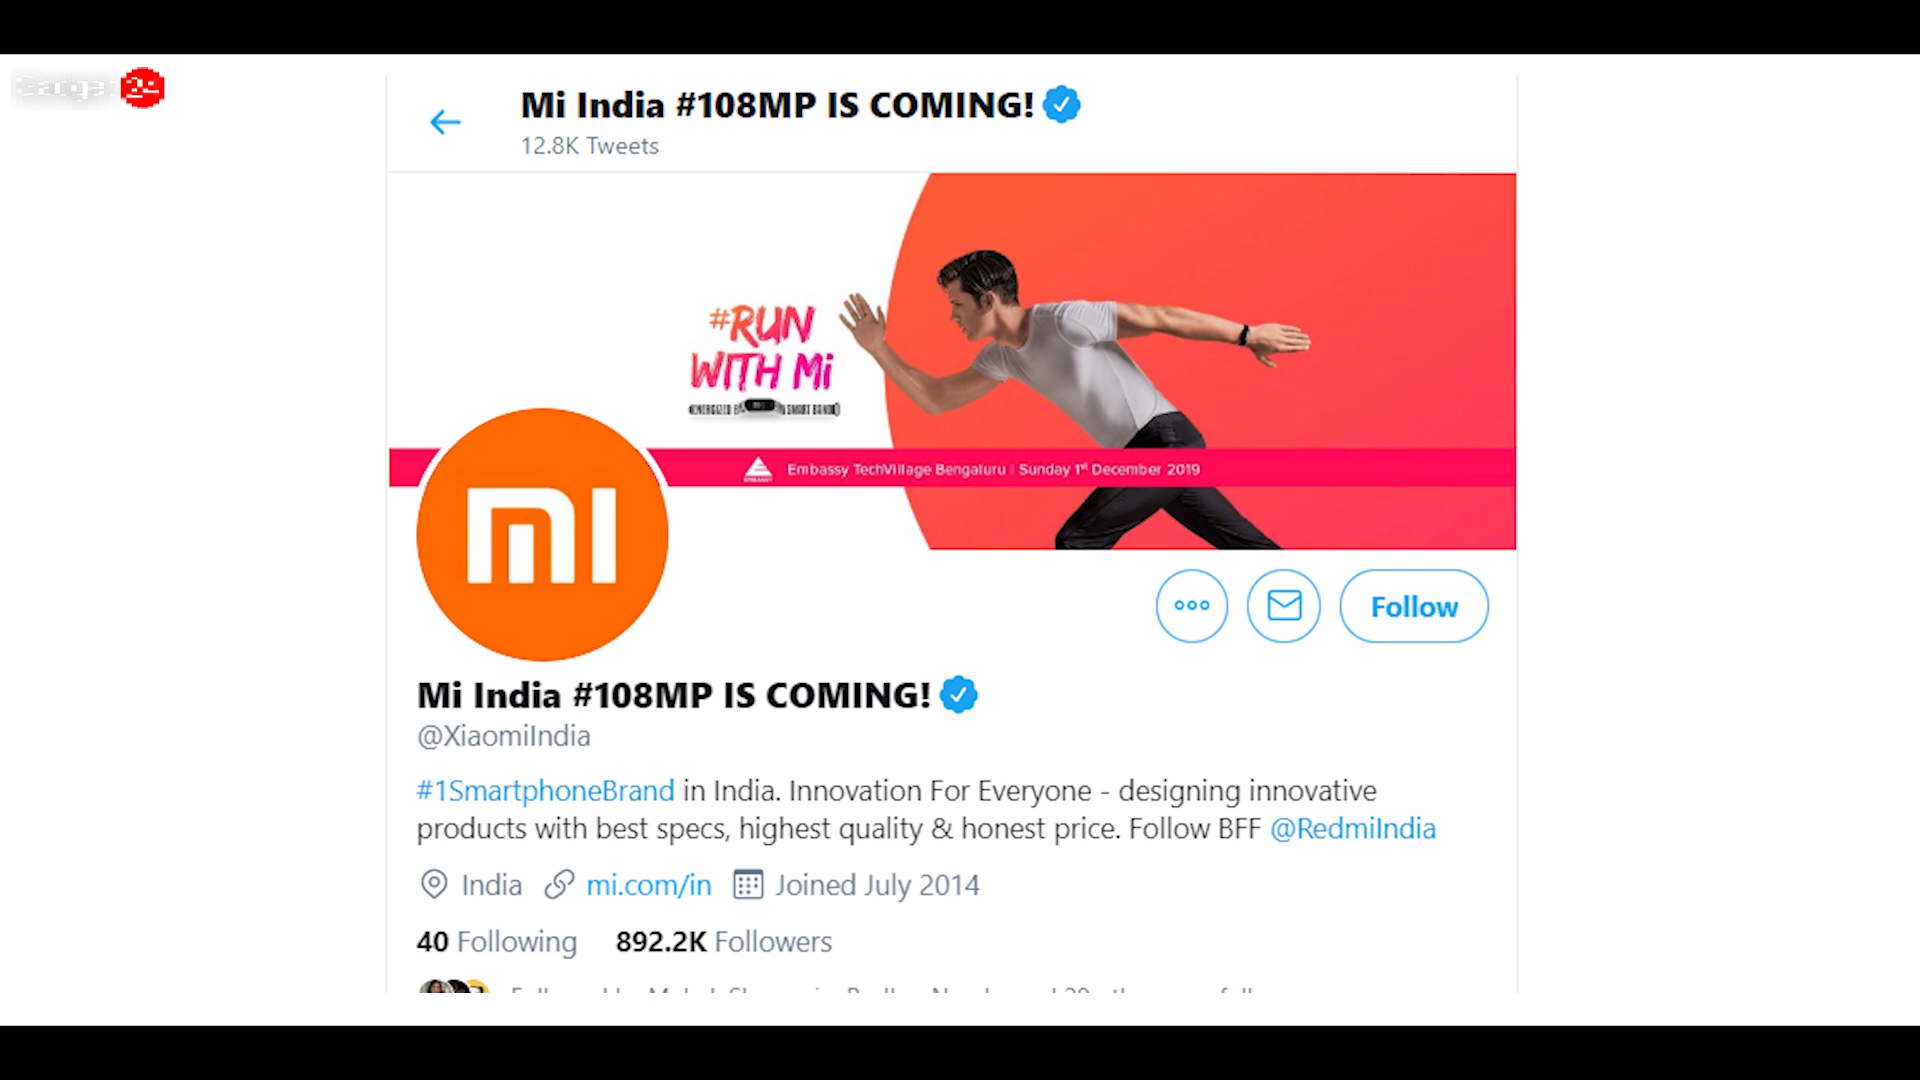 Mi India #108MP IS COMING!
12.8K Tweets
#RUN
WITH Mi
EMBASSY
Embassy TechVillage Bengaluru | Sunday 1st December 2019
mi
Follow
Mi India #108MP IS COMING!
@XiaomiIndia
#1SmartphoneBrand in India. Innovation For Everyone - designing innovative
products with best specs, highest quality & honest price. Follow BFF @RedmiIndia
India mi.com/in Joined July 2014
40 Following 892.2K Followers